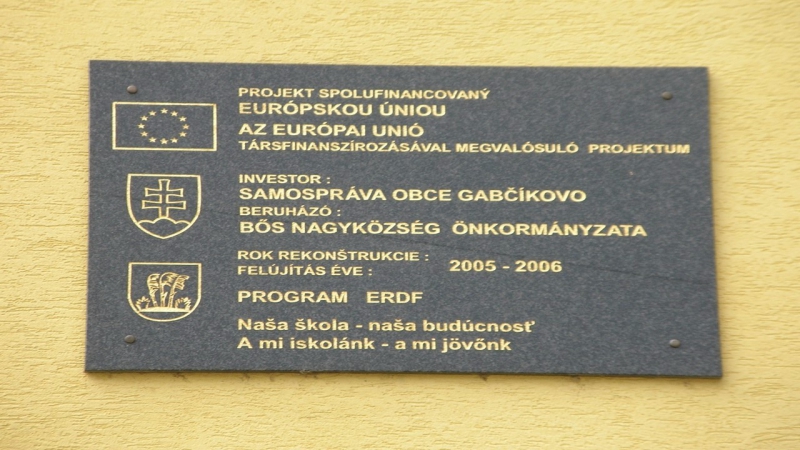 PROJEKT SPOLUFINANCOVANÝ
EURÓPSKOU ÚNIOU
AZ EURÓPAI UNIÓ
TÁRSFINANSZÍROZÁSÁVAL MEGVALÓSULÓ PROJEKTUM
INVESTOR :
SAMOSPRÁVA OBCE GABČÍKOVO
BERUHÁZÓ :
BŐS NAGYKÖZSÉG ÖNKORMÁNYZATA
ROK REKONŠTRUKCIE :
FELÚJÍTÁS ÉVE : 2005 - 2006
PROGRAM ERDF
Naša škola - naša budúcnosť
A mi iskolánk - a mi jövőnk